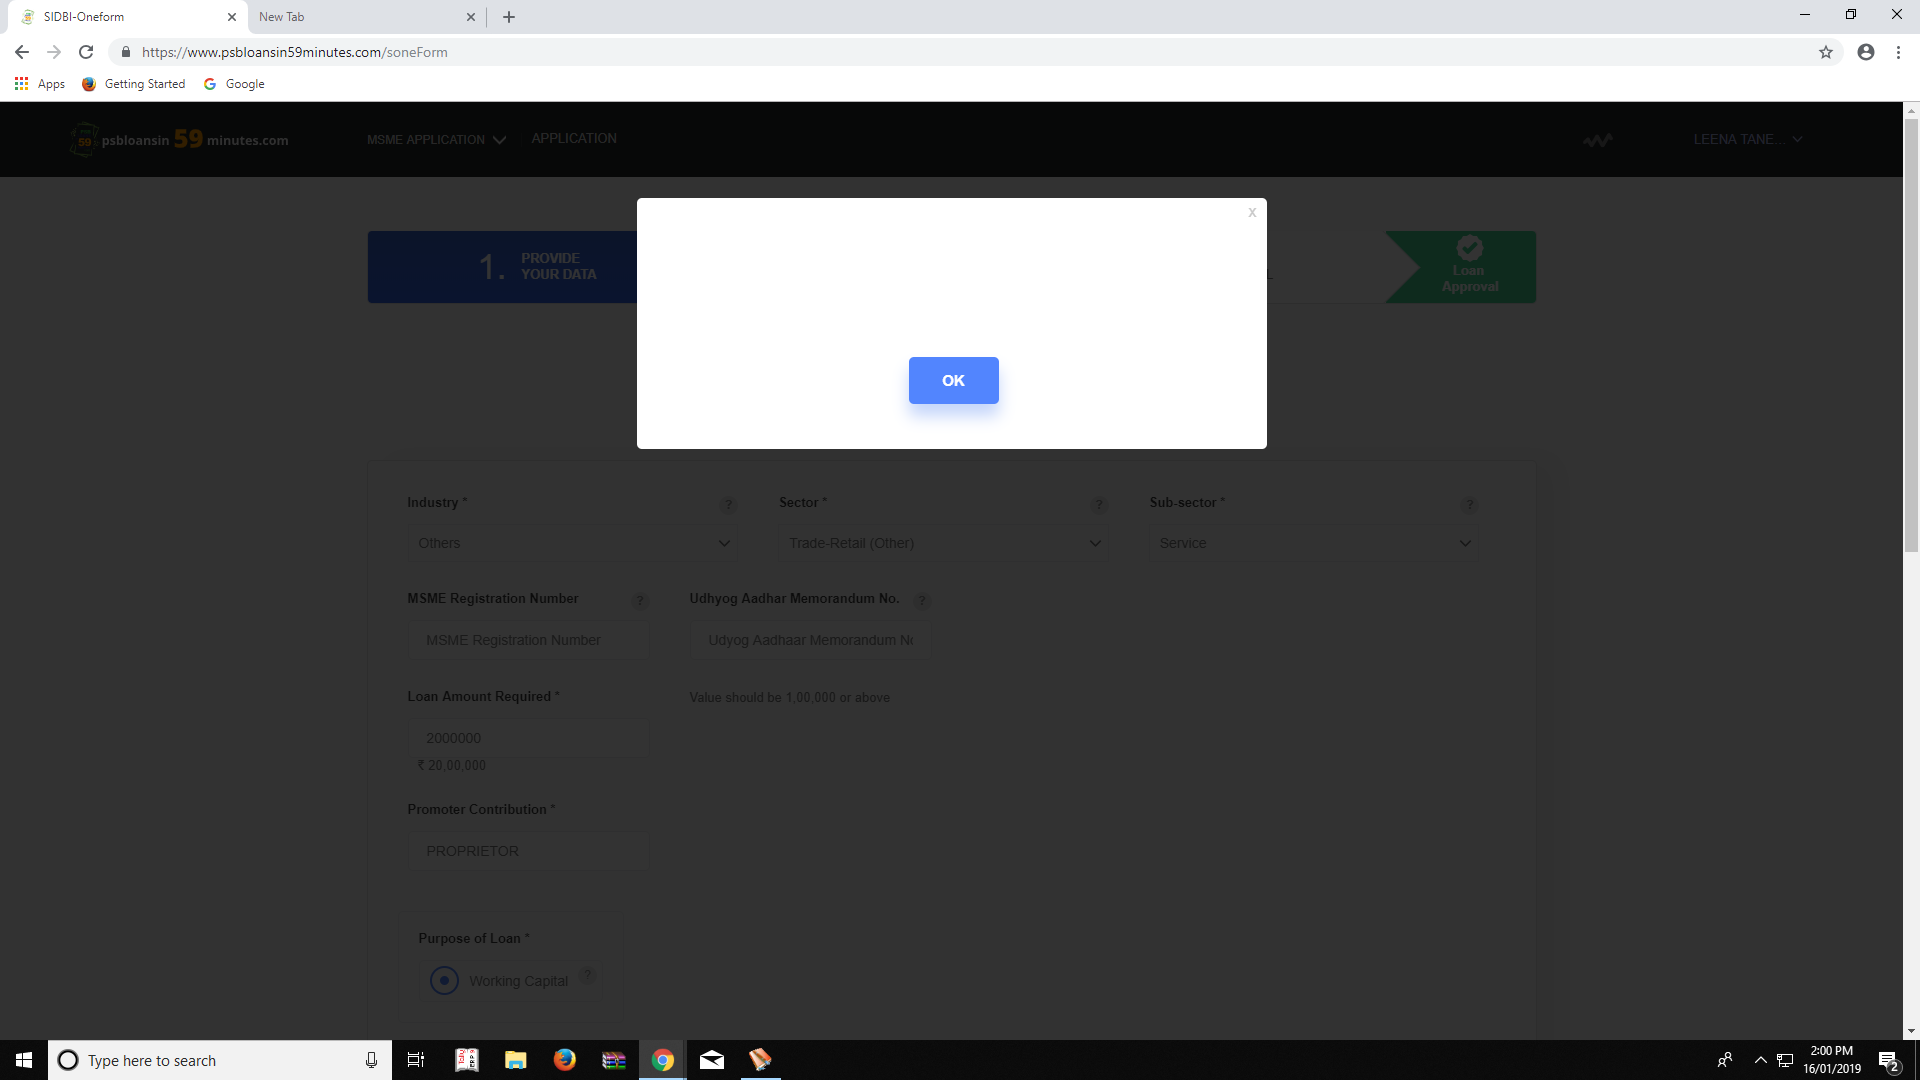 SIDBI-Oneform
New Tab
https://www.psbloansin59minutes.com/soneForm
Apps
Getting Started
Google
59
psbloansin 59 minutes.com
MSME APPLICATION
APPLICATION
LEENA TANE...
X
1. PROVIDE
YOUR DATA
Loan
Approval
OK
Industry * ?
Sector * ?
Sub-sector * ?
Others
Trade-Retail (Other)
Service
MSME Registration Number ?
Udhyog Aadhar Memorandum No. ?
MSME Registration Number
Udyog Aadhaar Memorandum No
Loan Amount Required *
Value should be 1,00,000 or above
2000000
₹ 20,00,000
Promoter Contribution *
PROPRIETOR
Purpose of Loan *
Working Capital ?
Type here to search
2:00 PM
16/01/2019
2